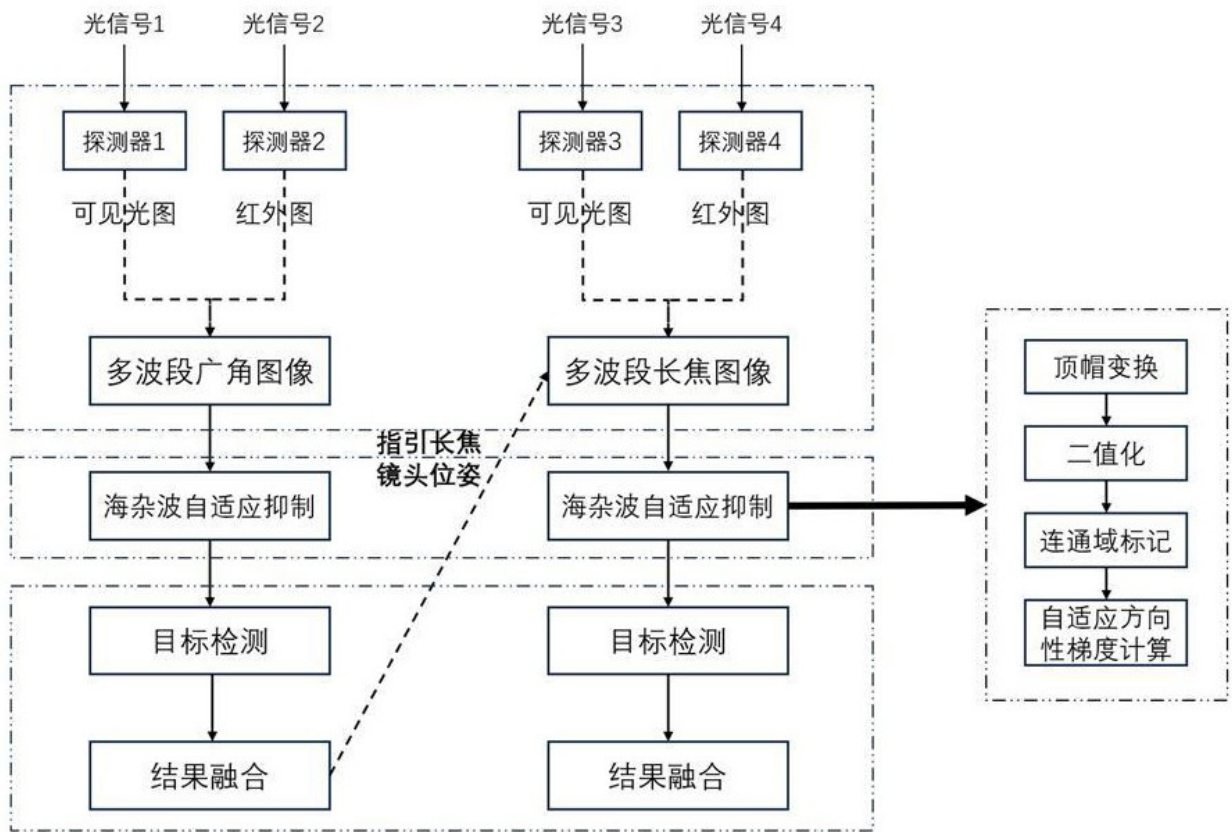 光信号1
光信号2
光信号3
光信号4
探测器1
探测器2
探测器3
探测器4
可见光图
红外图
可见光图
红外图
多波段广角图像
多波段长焦图像
指引长焦
镜头位姿
海杂波自适应抑制
海杂波自适应抑制
目标检测
目标检测
结果融合
结果融合
顶帽变换
二值化
连通域标记
自适应方向
性梯度计算